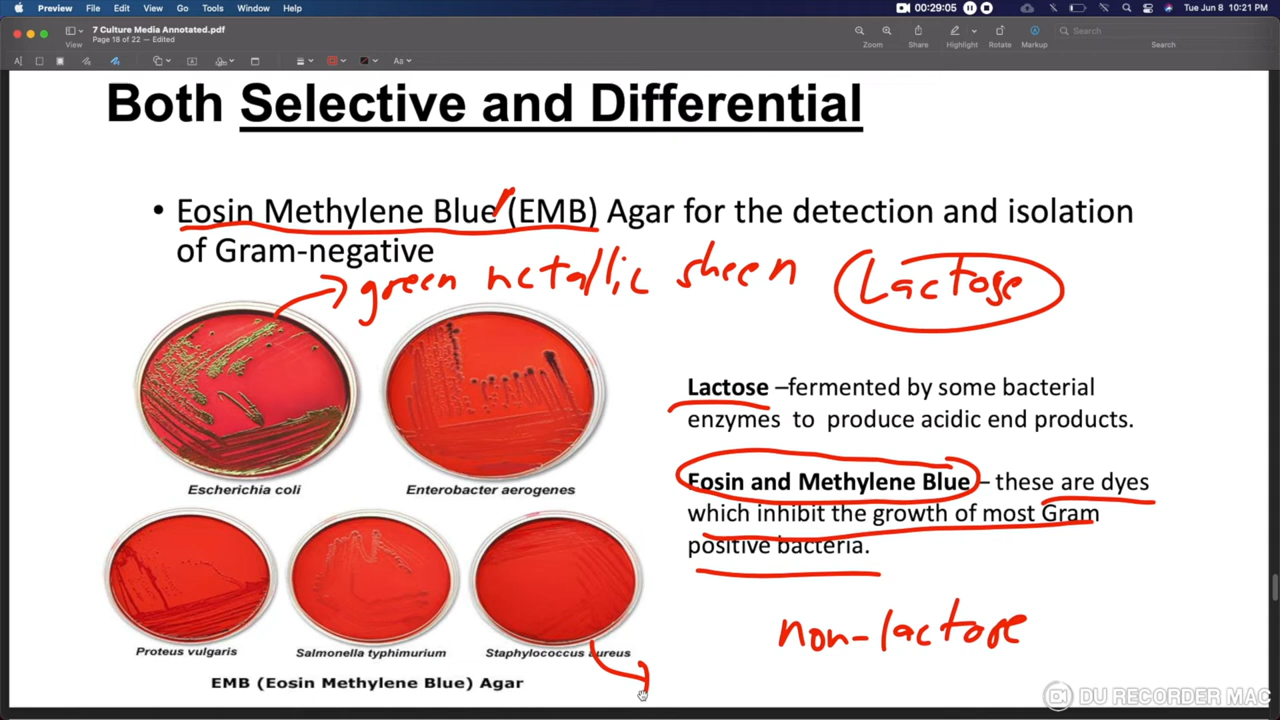 Preview File Edit View Go Tools Window Help 00:29:05 Tue Jun 8 10:21 PM
7 Culture Media Annotated.pdf
Page 18 of 22 — Edited
View Zoom Share Highlight Rotate Markup Search
Search
Aa
Both Selective and Differential
• Eosin Methylene Blue (EMB) Agar for the detection and isolation
of Gram-negative
green metallic sheen
Lactose
Lactose –fermented by some bacterial
enzymes to produce acidic end products.
Eosin and Methylene Blue – these are dyes
which inhibit the growth of most Gram
positive bacteria.
non-lactose
Escherichia coli Enterobacter aerogenes
Proteus vulgaris Salmonella typhimurium Staphylococcus aureus
EMB (Eosin Methylene Blue) Agar
DU RECORDER MAC